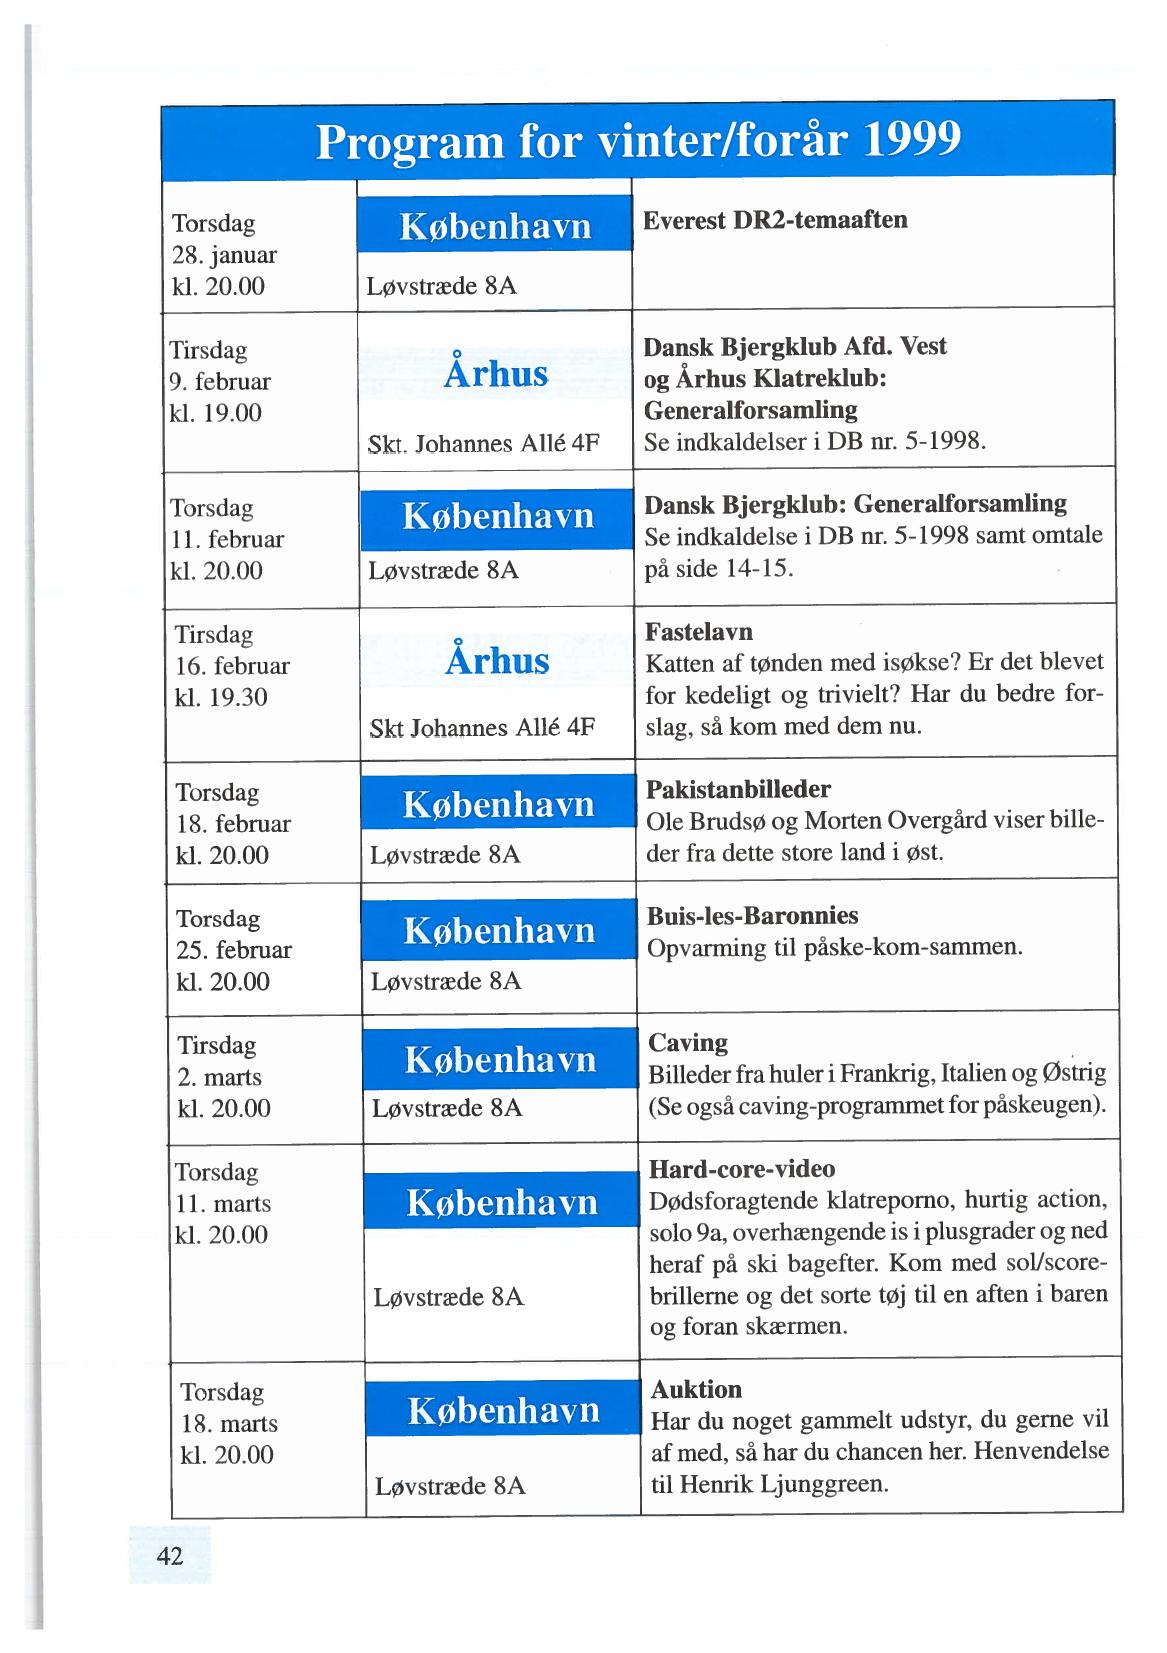 Program for vinter/forår 1999
Torsdag
28. januar
kl. 20.00
København
Løvstræde 8A
Everest DR2-temaaften
Tirsdag
9. februar
kl. 19.00
Århus
Skt. Johannes Allé 4F
Dansk Bjergklub Afd. Vest
og Århus Klatreklub:
Generalforsamling
Se indkaldelser i DB nr. 5-1998.
Torsdag
11. februar
kl. 20.00
København
Løvstræde 8A
Dansk Bjergklub: Generalforsamling
Se indkaldelse i DB nr. 5-1998 samt omtale
på side 14-15.
Tirsdag
16. februar
kl. 19.30
Århus
Skt Johannes Allé 4F
Fastelavn
Katten af tønden med isøkse? Er det blevet
for kedeligt og trivielt? Har du bedre for-
slag, så kom med dem nu.
Torsdag
18. februar
kl. 20.00
København
Løvstræde 8A
Pakistanbilleder
Ole Brudsø og Morten Overgård viser bille-
der fra dette store land i øst.
Torsdag
25. februar
kl. 20.00
København
Løvstræde 8A
Buis-les-Baronnies
Opvarming til påske-kom-sammen.
Tirsdag
2. marts
kl. 20.00
København
Løvstræde 8A
Caving
Billeder fra huler i Frankrig, Italien og Østrig
(Se også caving-programmet for påskeugen).
Torsdag
11. marts
kl. 20.00
København
Løvstræde 8A
Hard-core-video
Dødsforagtende klatreporno, hurtig action,
solo 9a, overhængende is i plusgrader og ned
heraf på ski bagefter. Kom med sol/score-
brillerne og det sorte tøj til en aften i baren
og foran skærmen.
Torsdag
18. marts
kl. 20.00
København
Løvstræde 8A
Auktion
Har du noget gammelt udstyr, du gerne vil
af med, så har du chancen her. Henvendelse
til Henrik Ljunggreen.
42